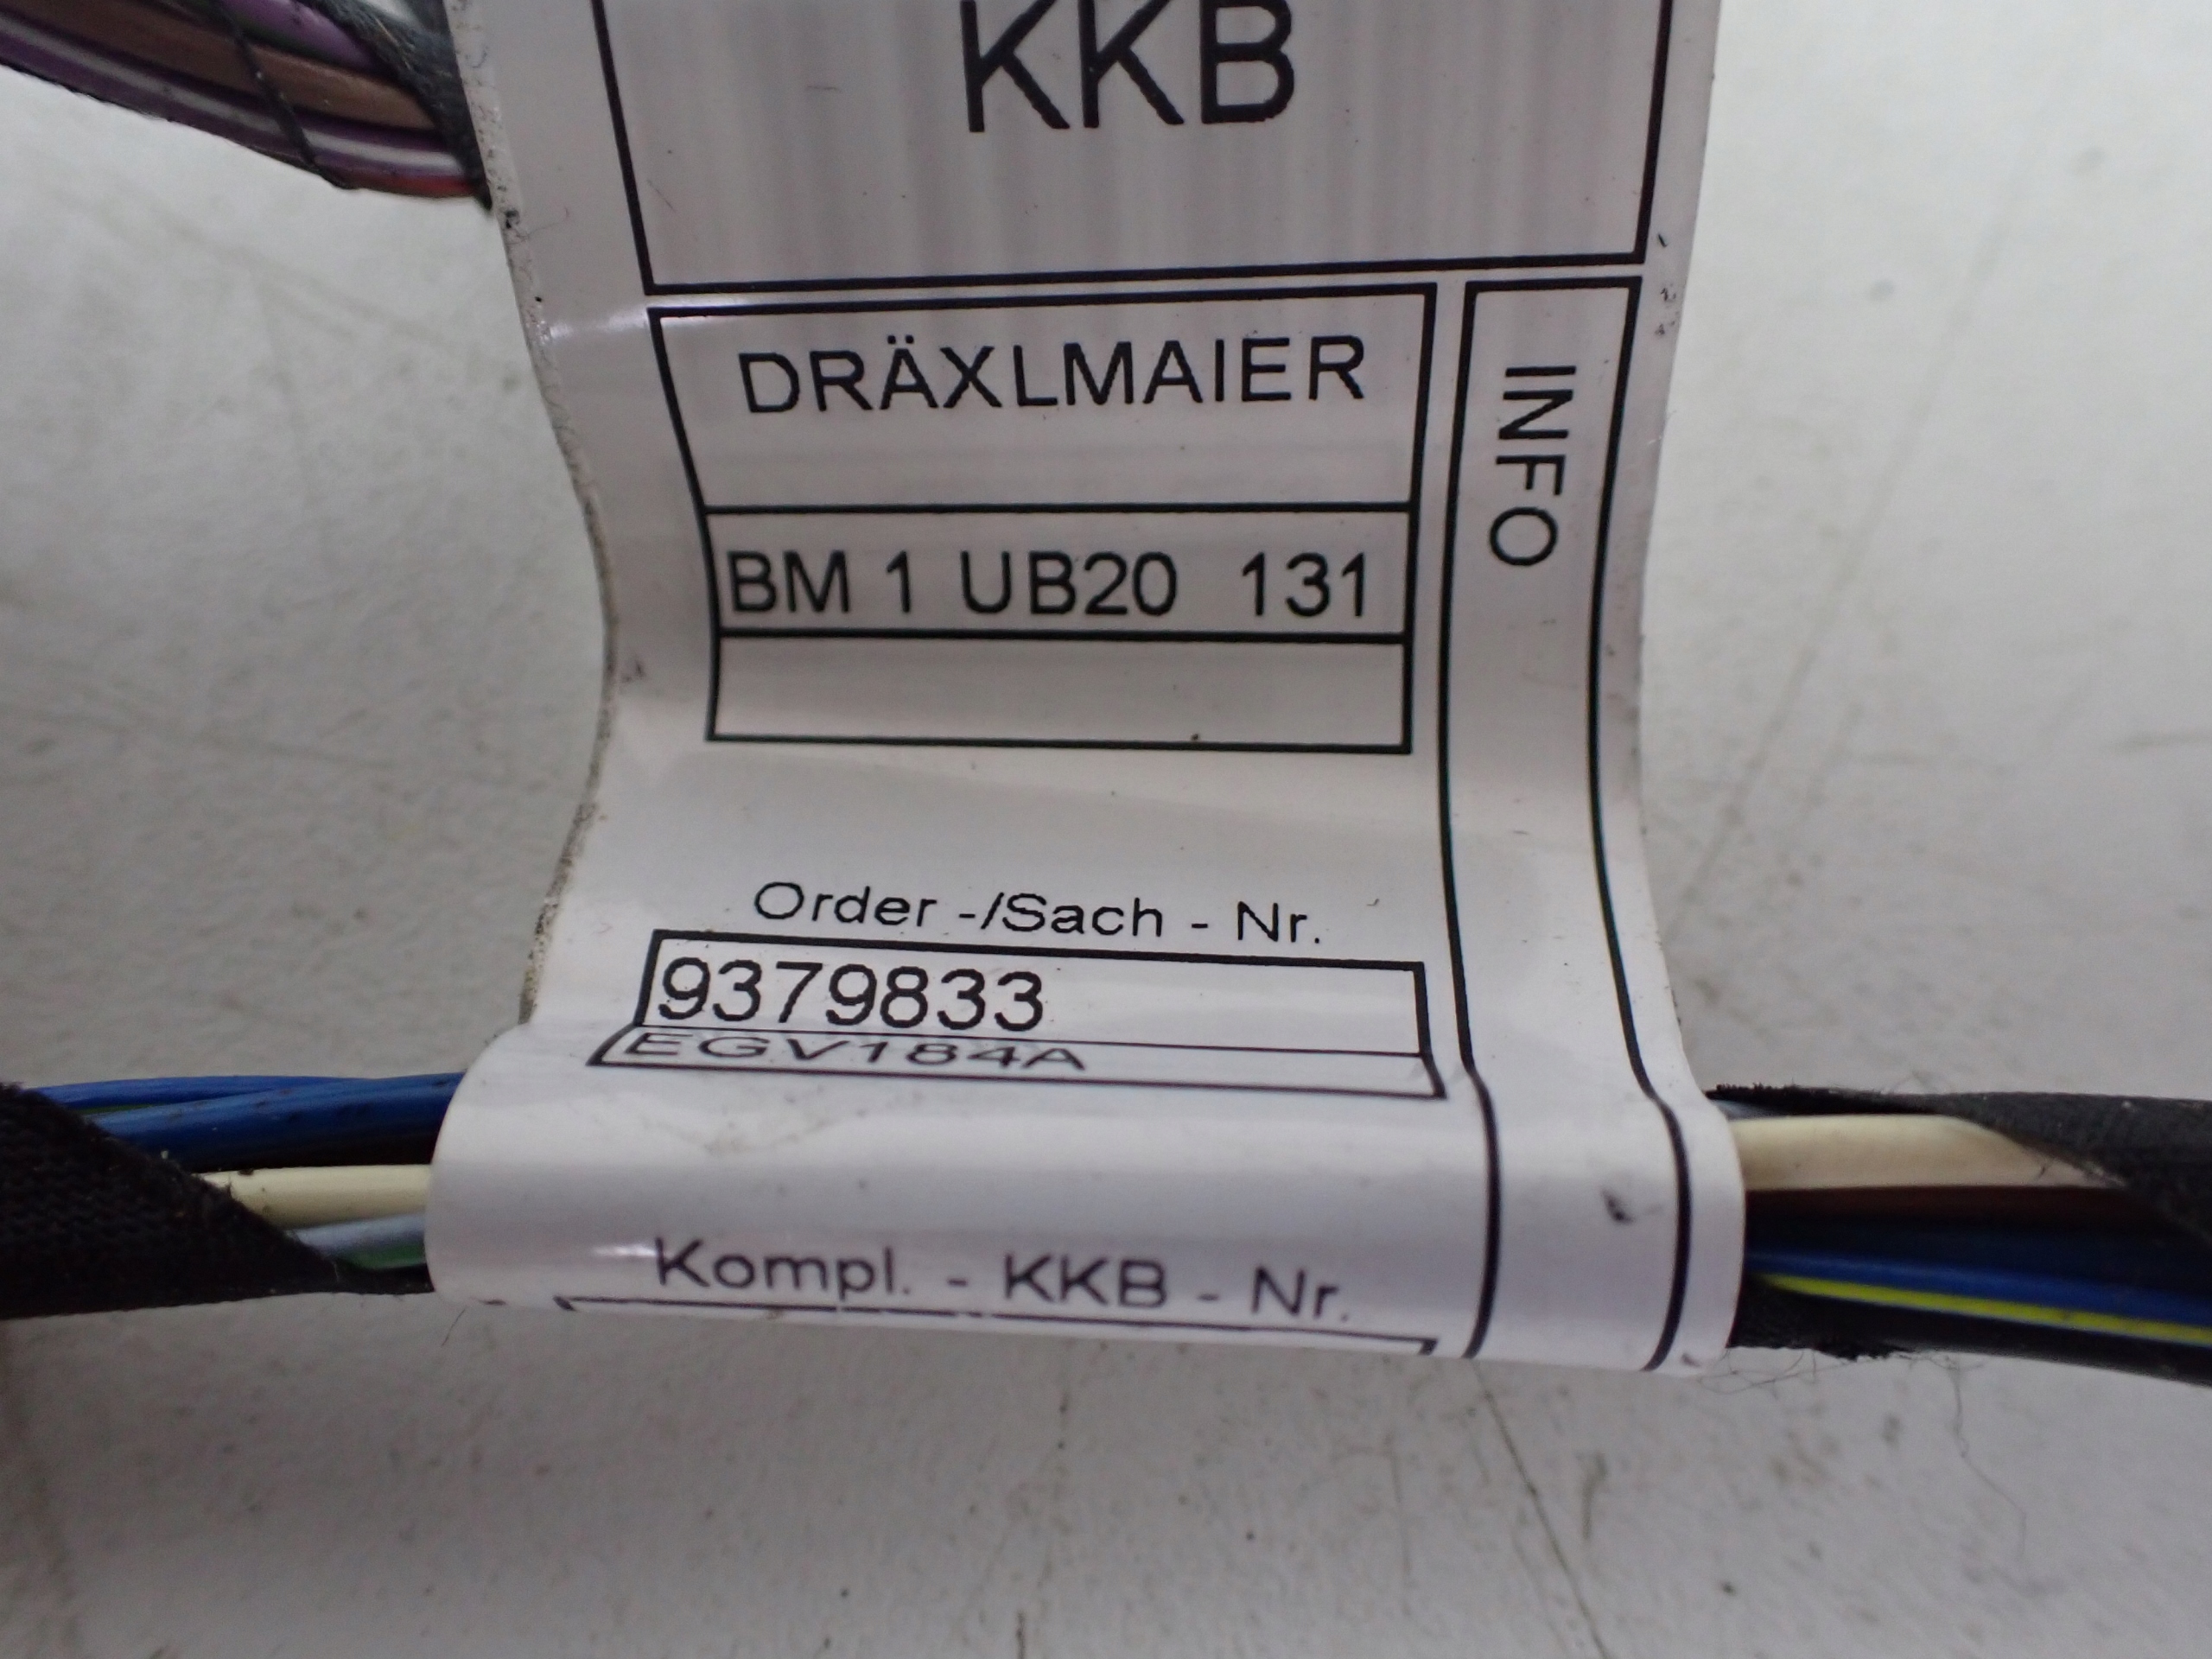 KKB
DRÄXLMAIER
INFO
BM 1 UB20 131
Order -/Sach - Nr.
9379833
EGV184A
Kompl. - KKB - Nr.